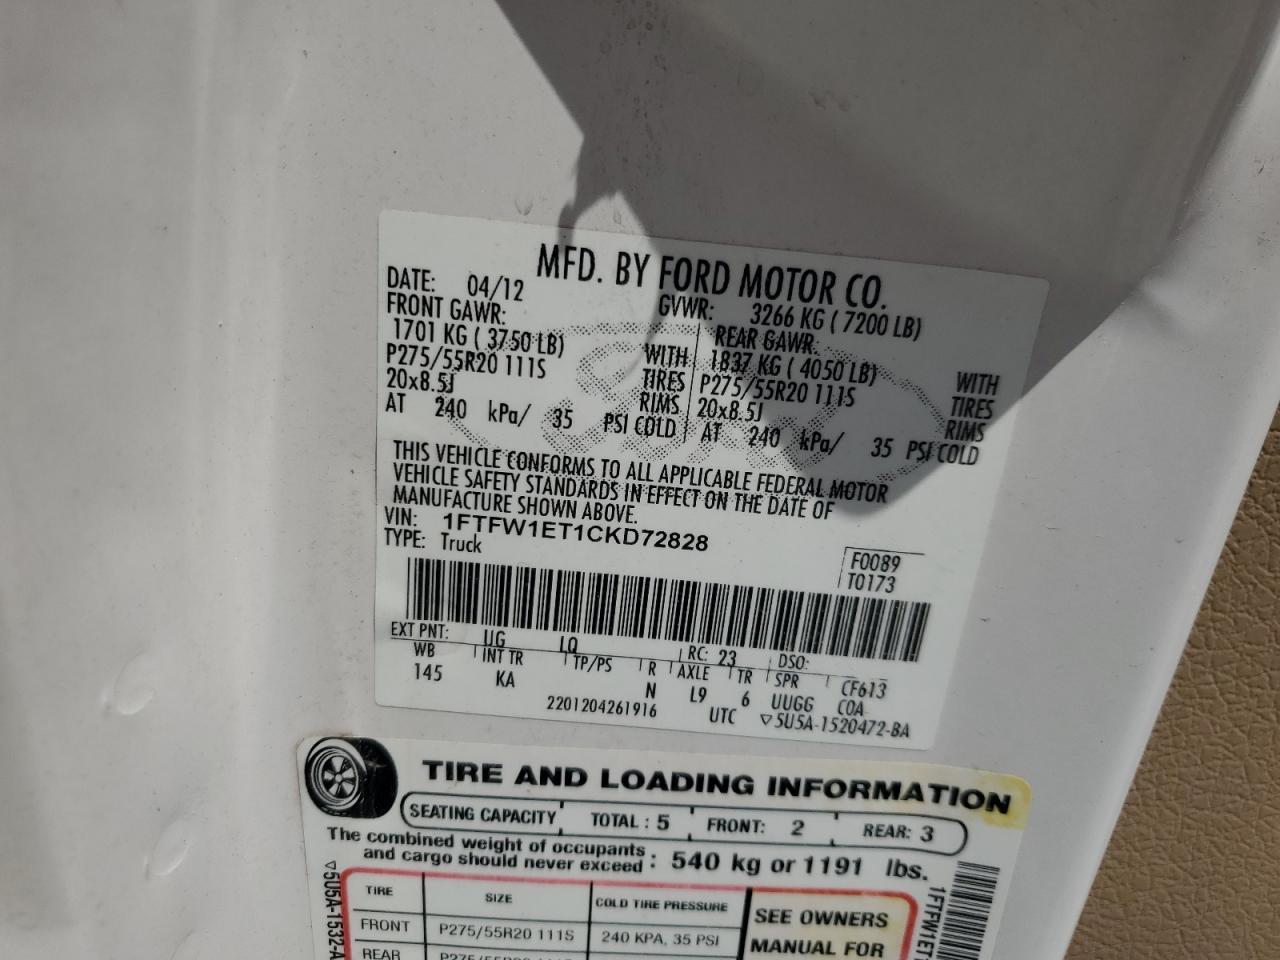 MFD. BY FORD MOTOR CO.
DATE: 04/12 GVWR: 3266 KG ( 7200 LB)
FRONT GAWR: REAR GAWR:
1701 KG ( 3750 LB) WITH 1837 KG ( 4050 LB) WITH
P275/55R20 111S TIRES P275/55R20 111S TIRES
20x8.5J RIMS 20x8.5J RIMS
AT 240 kPa/ 35 PSI COLD AT 240 kPa/ 35 PSI COLD
THIS VEHICLE CONFORMS TO ALL APPLICABLE FEDERAL MOTOR
VEHICLE SAFETY STANDARDS IN EFFECT ON THE DATE OF
MANUFACTURE SHOWN ABOVE.
VIN: 1FTFW1ET1CKD72828
TYPE: Truck
F0089
T0173
EXT PNT: UG LQ RC: 23 DSO:
WB INT TR TP/PS R AXLE TR SPR CF613
145 KA N L9 6 UUGG COA
2201204261916 UTC ▽5U5A-1520472-BA
TIRE AND LOADING INFORMATION
SEATING CAPACITY TOTAL : 5 FRONT: 2 REAR: 3
The combined weight of occupants
and cargo should never exceed : 540 kg or 1191 lbs.
TIRE SIZE COLD TIRE PRESSURE SEE OWNERS
FRONT P275/55R20 111S 240 KPA, 35 PSI MANUAL FOR
REAR
▽5U5A-1532-A
1FTFW1ET